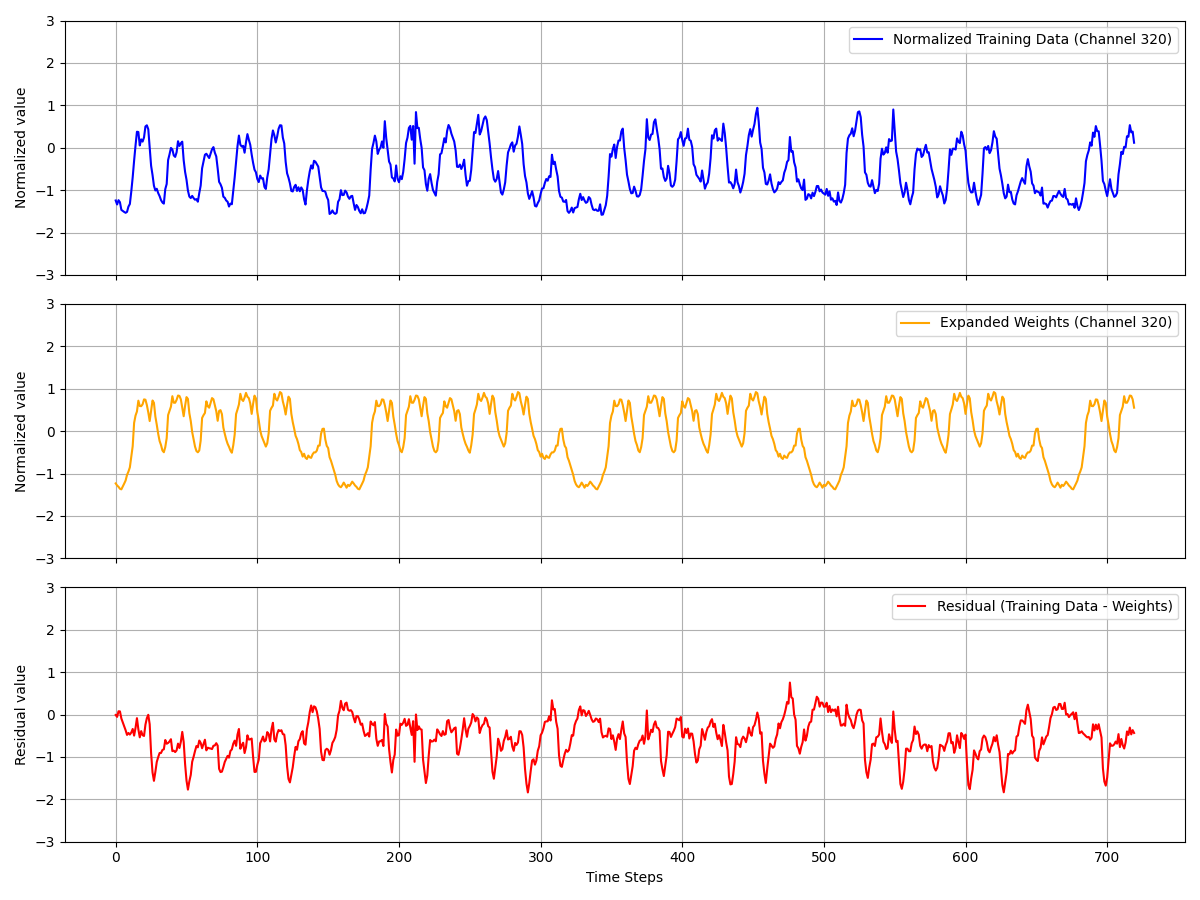 Normalized Training Data (Channel 320)
Normalized value
3
2
1
0
−1
−2
−3
Expanded Weights (Channel 320)
Normalized value
3
2
1
0
−1
−2
−3
Residual (Training Data - Weights)
Residual value
3
2
1
0
−1
−2
−3
0 100 200 300 400 500 600 700
Time Steps